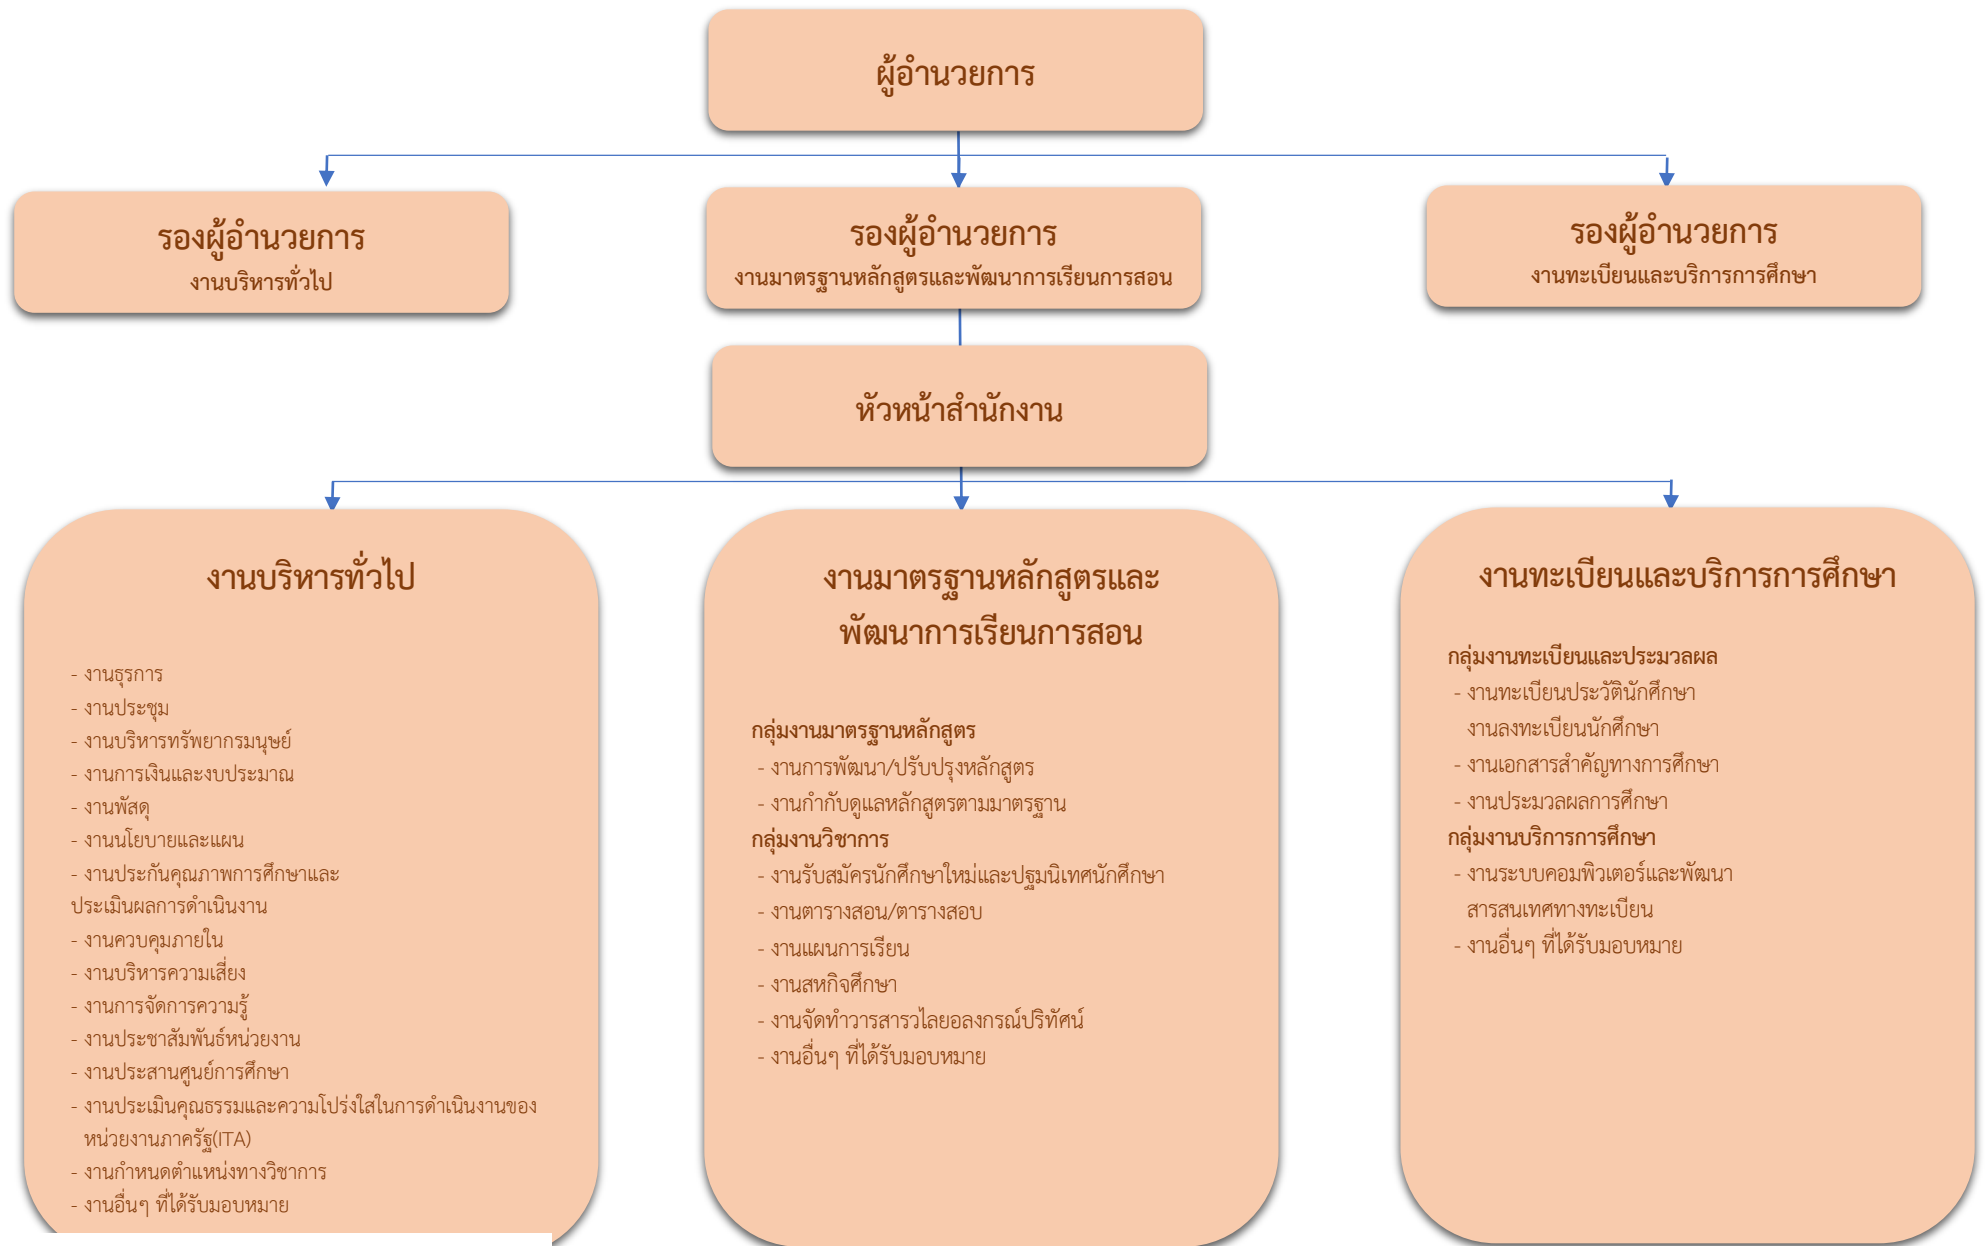 ผู้อำนวยการ
รองผู้อำนวยการ
งานบริหารทั่วไป
รองผู้อำนวยการ
งานมาตรฐานหลักสูตรและพัฒนาการเรียนการสอน
รองผู้อำนวยการ
งานทะเบียนและบริการการศึกษา
หัวหน้าสำนักงาน
งานบริหารทั่วไป
- งานธุรการ
- งานประชุม
- งานบริหารทรัพยากรมนุษย์
- งานการเงินและงบประมาณ
- งานพัสดุ
- งานนโยบายและแผน
- งานประกันคุณภาพการศึกษาและ
ประเมินผลการดำเนินงาน
- งานควบคุมภายใน
- งานบริหารความเสี่ยง
- งานการจัดการความรู้
- งานประชาสัมพันธ์หน่วยงาน
- งานประสานศูนย์การศึกษา
- งานประเมินคุณธรรมและความโปร่งใสในการดำเนินงานของ
หน่วยงานภาครัฐ(ITA)
- งานกำหนดตำแหน่งทางวิชาการ
- งานอื่นๆ ที่ได้รับมอบหมาย
งานมาตรฐานหลักสูตรและ
พัฒนาการเรียนการสอน
กลุ่มงานมาตรฐานหลักสูตร
- งานการพัฒนา/ปรับปรุงหลักสูตร
- งานกำกับดูแลหลักสูตรตามมาตรฐาน
กลุ่มงานวิชาการ
- งานรับสมัครนักศึกษาใหม่และปฐมนิเทศนักศึกษา
- งานตารางสอน/ตารางสอบ
- งานแผนการเรียน
- งานสหกิจศึกษา
- งานจัดทำวารสารวไลยอลงกรณ์ปริทัศน์
- งานอื่นๆ ที่ได้รับมอบหมาย
งานทะเบียนและบริการการศึกษา
กลุ่มงานทะเบียนและประมวลผล
- งานทะเบียนประวัตินักศึกษา
งานลงทะเบียนนักศึกษา
- งานเอกสารสำคัญทางการศึกษา
- งานประมวลผลการศึกษา
กลุ่มงานบริการการศึกษา
- งานระบบคอมพิวเตอร์และพัฒนา
สารสนเทศทางทะเบียน
- งานอื่นๆ ที่ได้รับมอบหมาย